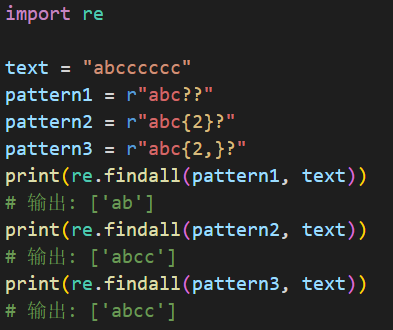 import re

text = "abcccccc"
pattern1 = r"abc??"
pattern2 = r"abc{2}?"
pattern3 = r"abc{2,}?"
print(re.findall(pattern1, text))
# 输出: ['ab']
print(re.findall(pattern2, text))
# 输出: ['abcc']
print(re.findall(pattern3, text))
# 输出: ['abcc']